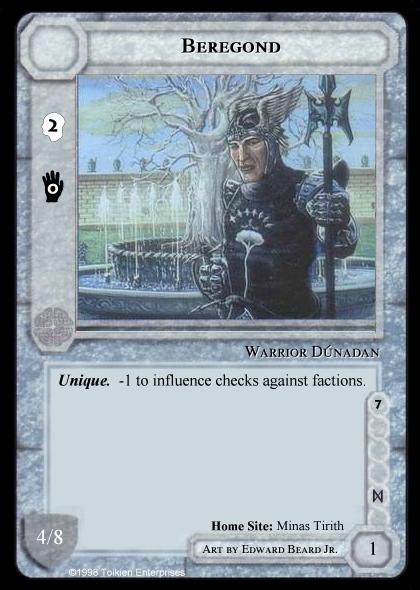 BEREGOND
2
WARRIOR DÚNADAN
Unique. -1 to influence checks against factions.
7
ᛞ
Home Site: Minas Tirith
4/8
ART BY EDWARD BEARD JR.
1
©1998 Tolkien Enterprises